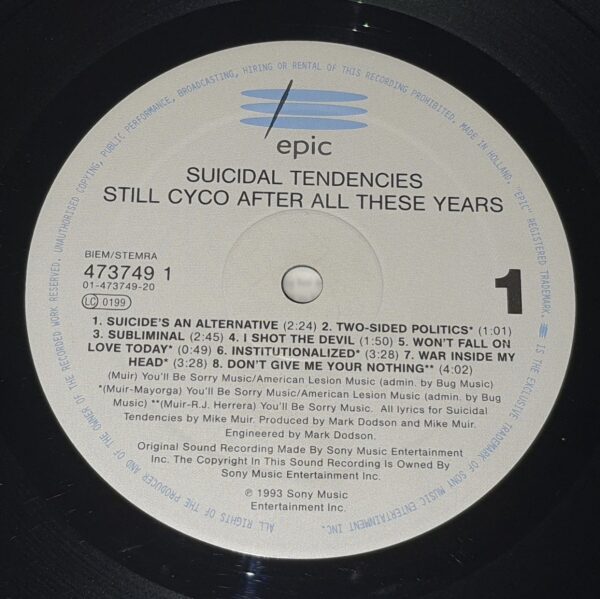 epic
SUICIDAL TENDENCIES
STILL CYCO AFTER ALL THESE YEARS
BIEM/STEMRA
473749 1
01-473749-20
LC 0199
1
1. SUICIDE'S AN ALTERNATIVE (2:24) 2. TWO-SIDED POLITICS* (1:01)
3. SUBLIMINAL (2:45) 4. I SHOT THE DEVIL (1:50) 5. WON'T FALL ON
LOVE TODAY* (0:49) 6. INSTITUTIONALIZED* (3:28) 7. WAR INSIDE MY
HEAD* (3:28) 8. DON'T GIVE ME YOUR NOTHING** (4:02)
(Muir) You'll Be Sorry Music/American Lesion Music (admin. by Bug Music)
*(Muir-Mayorga) You'll Be Sorry Music/American Lesion Music (admin. by Bug
Music) **(Muir-R.J. Herrera) You'll Be Sorry Music. All lyrics for Suicidal
Tendencies by Mike Muir. Produced by Mark Dodson and Mike Muir.
Engineered by Mark Dodson.
Original Sound Recording Made By Sony Music Entertainment
Inc. The Copyright In This Sound Recording Is Owned By
Sony Music Entertainment Inc.
℗ 1993 Sony Music
Entertainment Inc.
ALL RIGHTS OF THE PRODUCER AND OF THE OWNER OF THE RECORDED WORK RESERVED. UNAUTHORISED COPYING, PUBLIC PERFORMANCE, BROADCASTING, HIRING OR RENTAL OF THIS RECORDING PROHIBITED. MADE IN HOLLAND. "EPIC" REGISTERED TRADEMARK. IS THE EXCLUSIVE TRADEMARK OF SONY MUSIC ENTERTAINMENT INC.